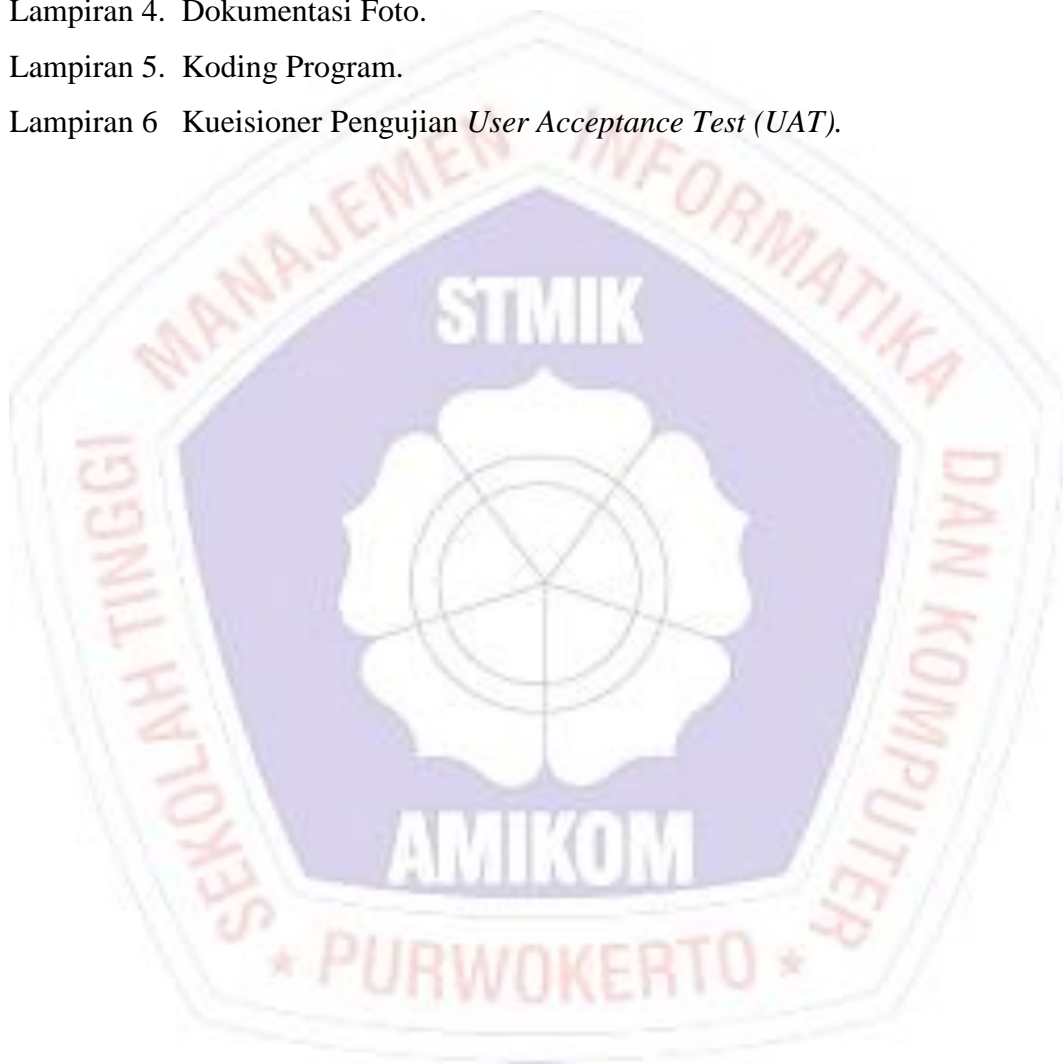 Lampiran 4. Dokumentasi Foto.
Lampiran 5. Koding Program.
Lampiran 6 Kueisioner Pengujian User Acceptance Test (UAT).
SEKOLAH TINGGI MANAJEMEN INFORMATIKA DAN KOMPUTER
STMIK
AMIKOM
* PURWOKERTO *